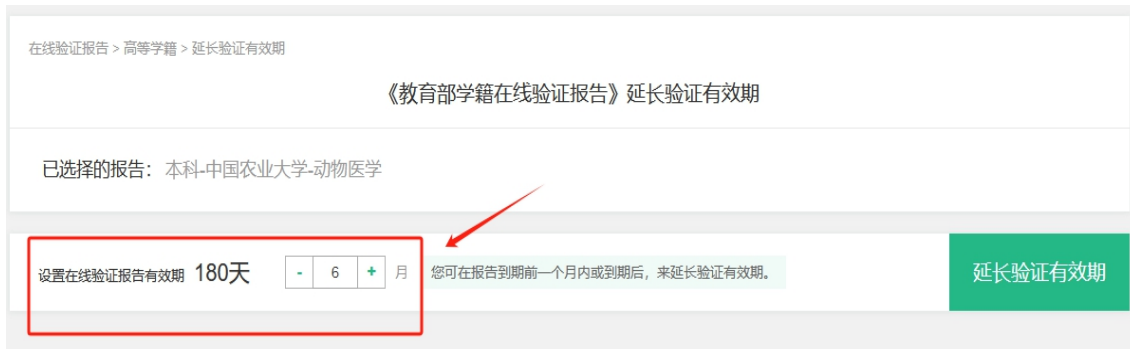 在线验证报告 > 高等学籍 > 延长验证有效期
《教育部学籍在线验证报告》延长验证有效期
已选择的报告： 本科-中国农业大学-动物医学
设置在线验证报告有效期 180天 - 6 + 月 您可在报告到期前一个月内或到期后，来延长验证有效期。 延长验证有效期